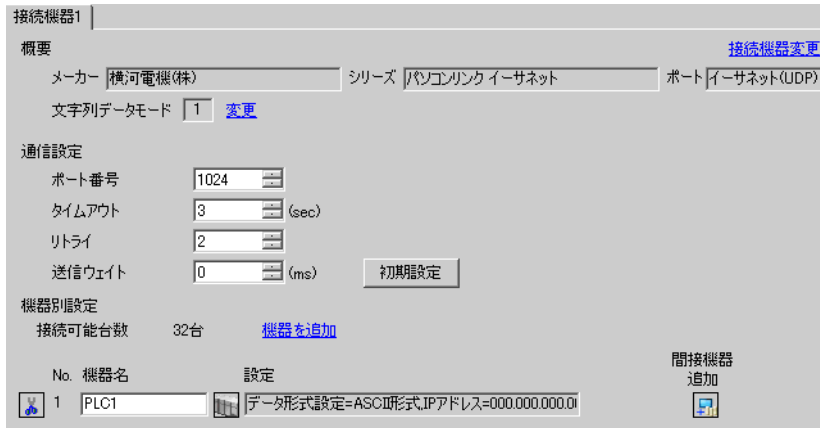 接続機器1
概要
接続機器変更
メーカー 横河電機(株) シリーズ パソコンリンク イーサネット ポート イーサネット(UDP)
文字列データモード 1 変更
通信設定
ポート番号 1024
タイムアウト 3 (sec)
リトライ 2
送信ウェイト 0 (ms) 初期設定
機器別設定
接続可能台数 32台 機器を追加
間接機器
追加
No. 機器名 設定
1 PLC1 データ形式設定=ASCII形式,IPアドレス=000.000.000.0